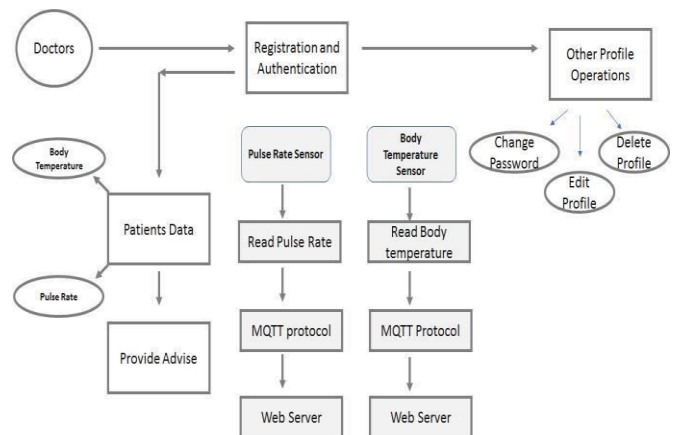 Doctors
Registration and
Authentication
Other Profile
Operations
Body
Temperature
Pulse Rate Sensor
Body
Temperature
Sensor
Change
Password
Delete
Profile
Edit
Profile
Patients Data
Read Pulse Rate
Read Body
temperature
Pulse Rate
Provide Advise
MQTT protocol
MQTT Protocol
Web Server
Web Server